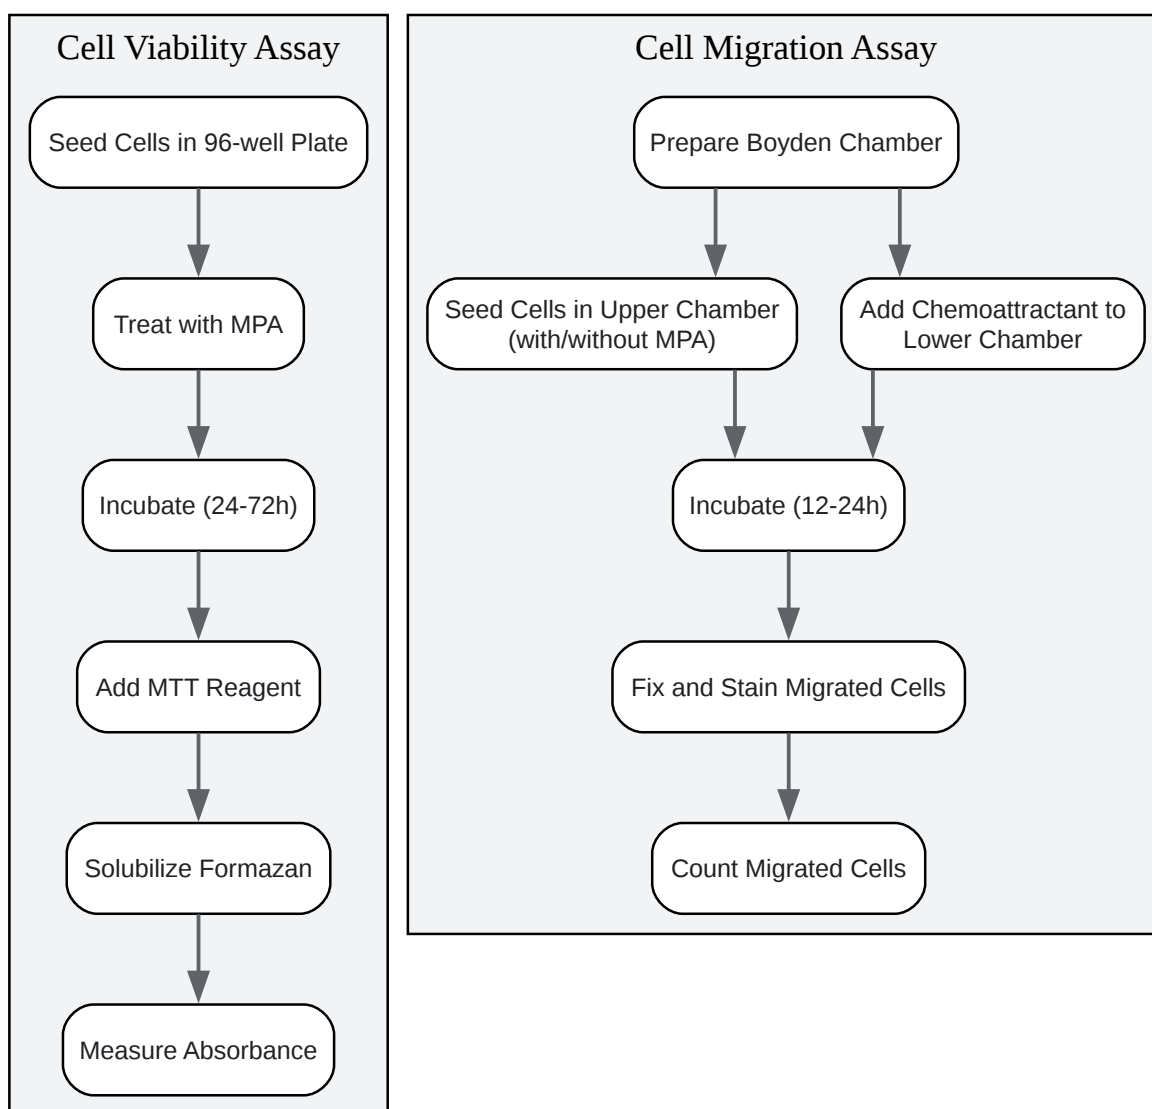 Cell Viability Assay
Seed Cells in 96-well Plate
Treat with MPA
Incubate (24-72h)
Add MTT Reagent
Solubilize Formazan
Measure Absorbance
Cell Migration Assay
Prepare Boyden Chamber
Seed Cells in Upper Chamber
(with/without MPA)
Add Chemoattractant to
Lower Chamber
Incubate (12-24h)
Fix and Stain Migrated Cells
Count Migrated Cells